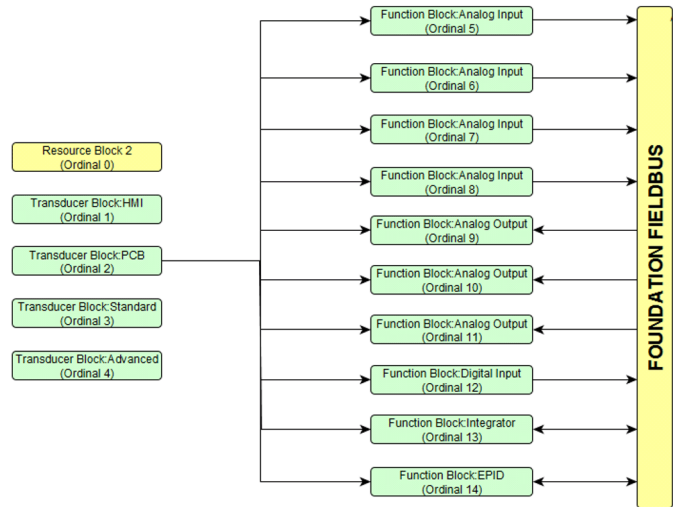 Resource Block 2
(Ordinal 0)
Transducer Block:HMI
(Ordinal 1)
Transducer Block:PCB
(Ordinal 2)
Transducer Block:Standard
(Ordinal 3)
Transducer Block:Advanced
(Ordinal 4)
Function Block:Analog Input
(Ordinal 5)
Function Block:Analog Input
(Ordinal 6)
Function Block:Analog Input
(Ordinal 7)
Function Block:Analog Input
(Ordinal 8)
Function Block:Analog Output
(Ordinal 9)
Function Block:Analog Output
(Ordinal 10)
Function Block:Analog Output
(Ordinal 11)
Function Block:Digital Input
(Ordinal 12)
Function Block:Integrator
(Ordinal 13)
Function Block:EPID
(Ordinal 14)
FOUNDATION FIELDBUS